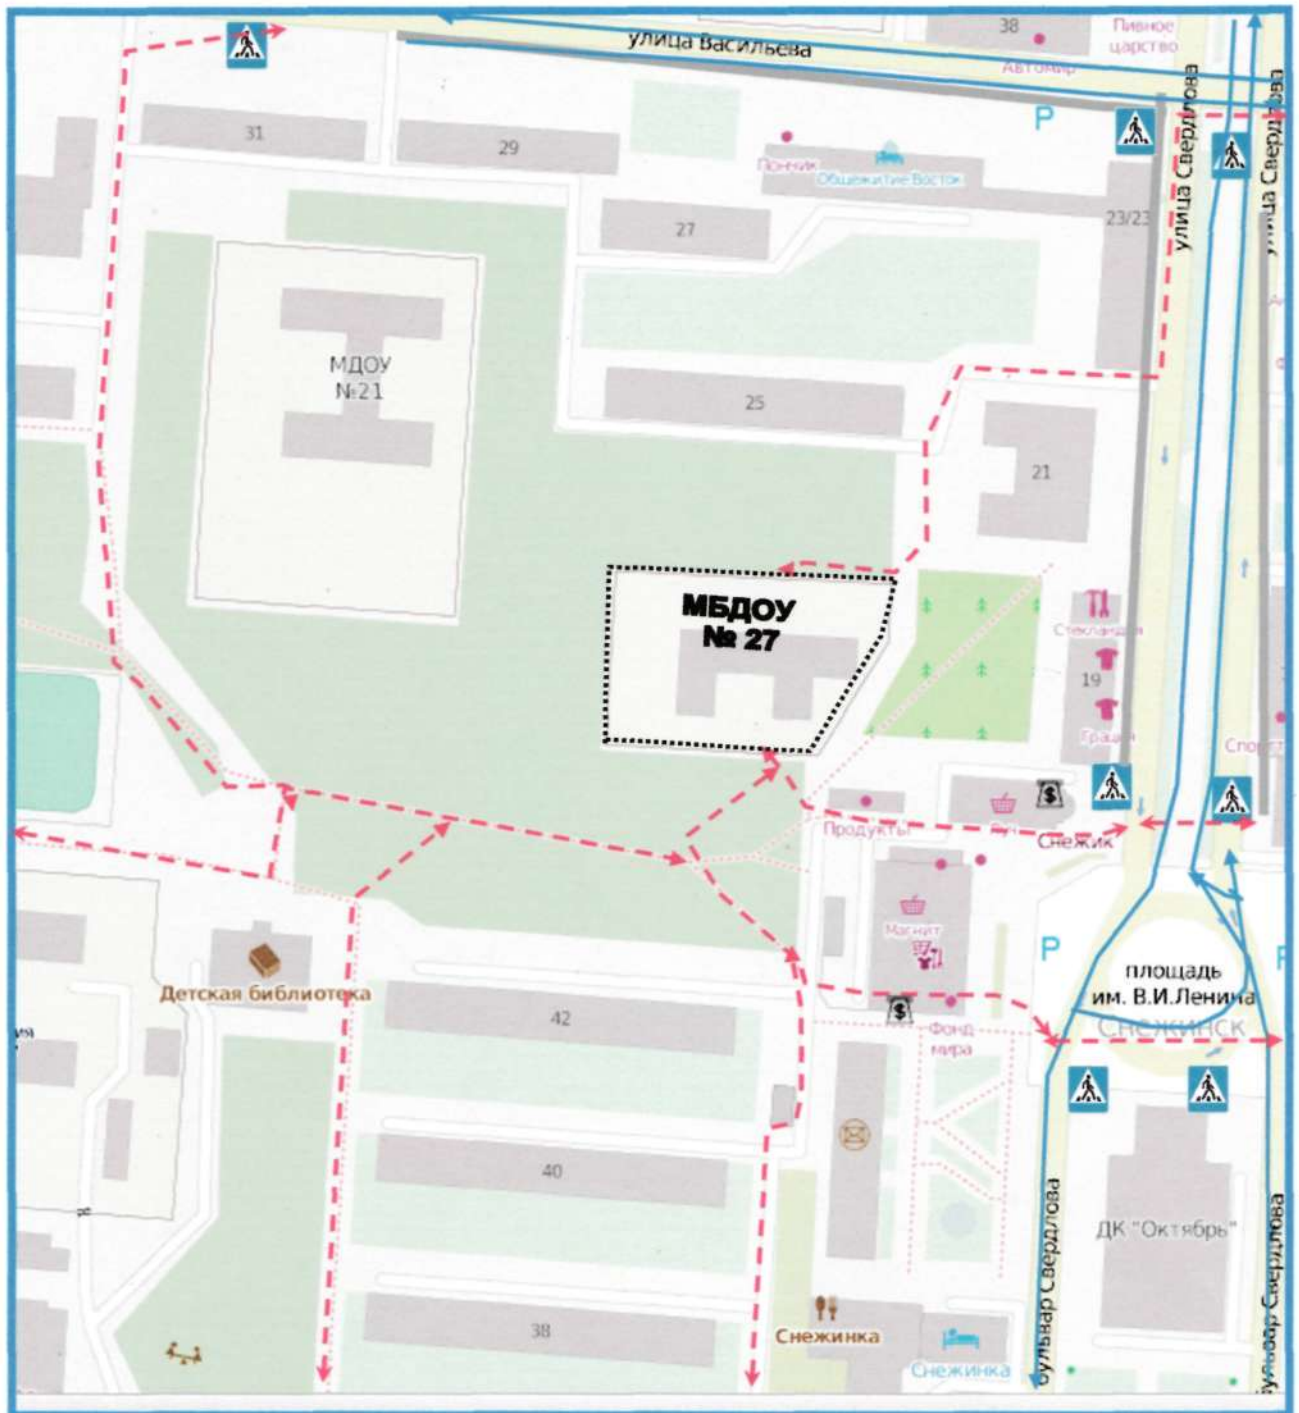 38
Пивное
царство
улица Васильева
Автомир
P
31
29
Пончик
Общежитие Восток
улица Свердлова
улица Свердлова
27
23/23
МДОУ
№21
25
21
МБДОУ
№ 27
Стекландия
19
Грация
Продукты
Луч
Снежик
Магнит
P
площадь
им. В.И.Ленина
Снежинск
Детская библиотека
42
Фонд
мира
40
бульвар Свердлова
бульвар Свердлова
ДК "Октябрь"
38
Снежинка
Снежинка